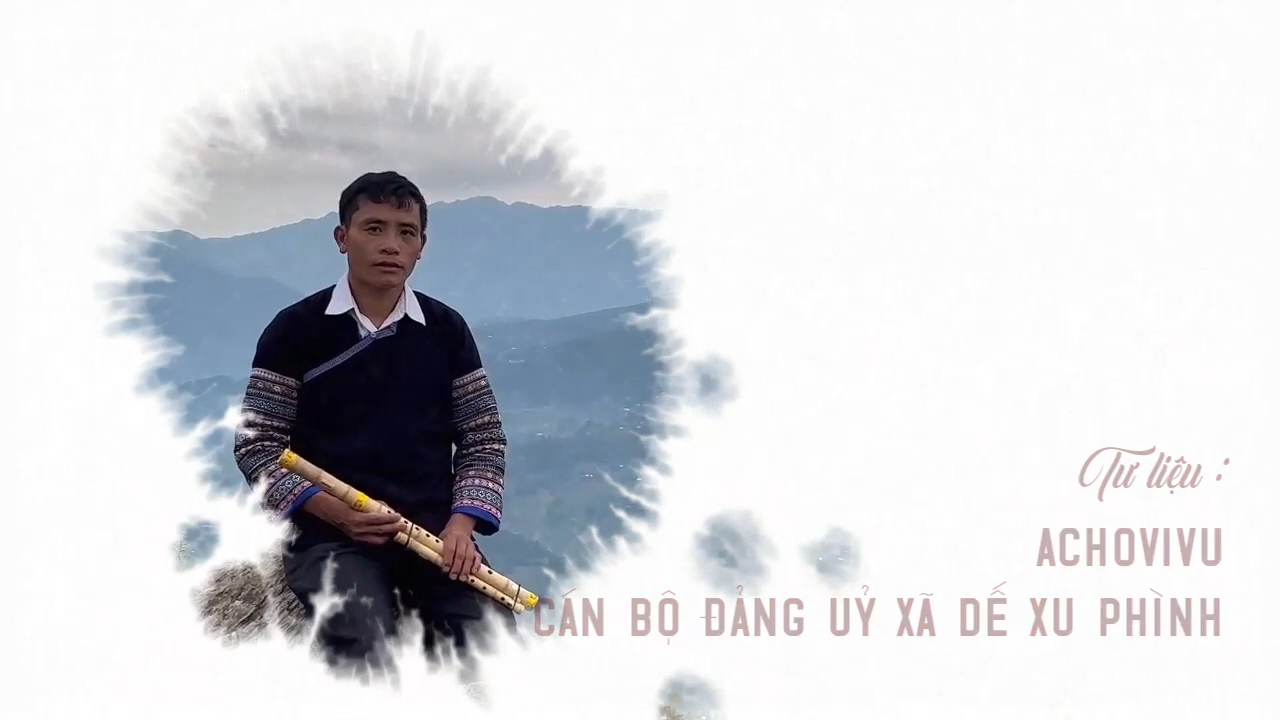 Tư liệu :
ACHOVIVU
CÁN BỘ ĐẢNG UỶ XÃ DẾ XU PHÌNH